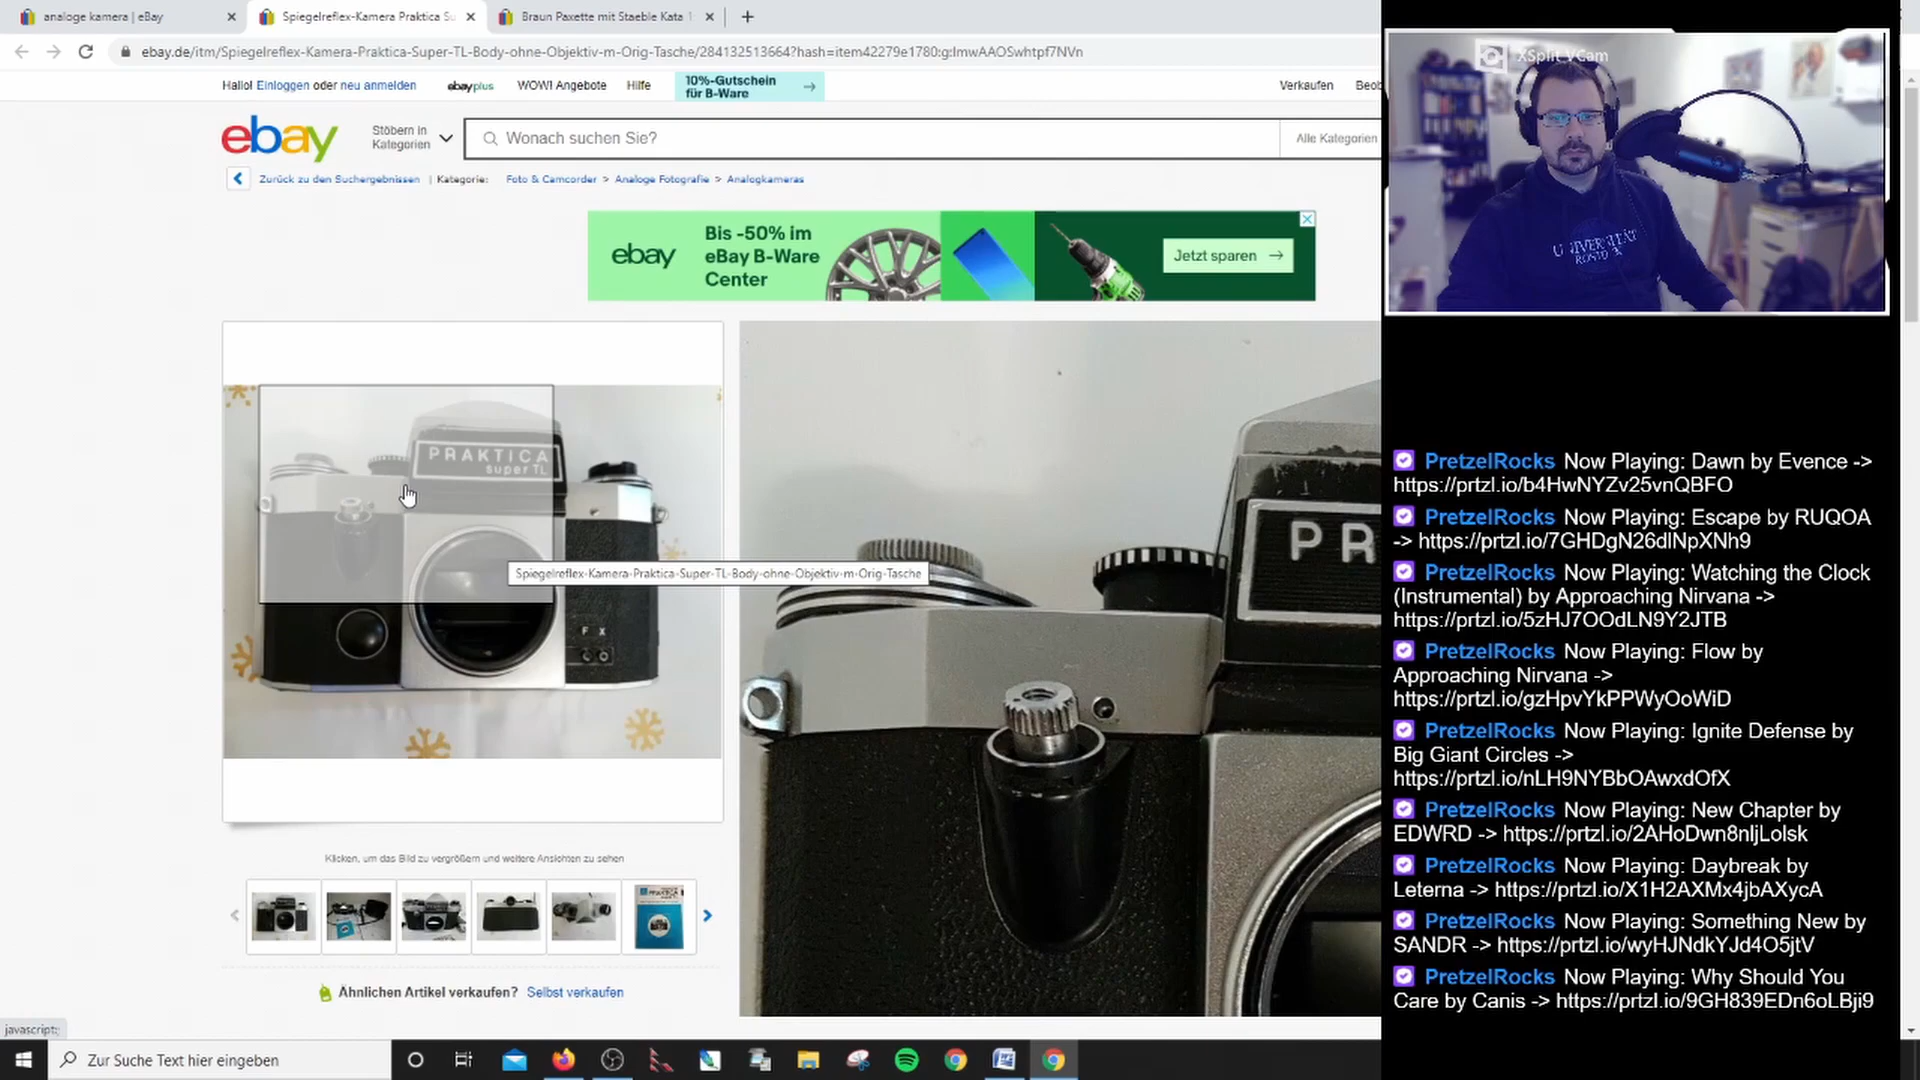 analoge kamera | eBay
Spiegelreflex-Kamera Praktica Su
Braun Paxette mit Staeble Kata 1
ebay.de/itm/Spiegelreflex-Kamera-Praktica-Super-TL-Body-ohne-Objektiv-m-Orig-Tasche/284132513664?hash=item42279e1780:g:ImwAAOSwhtpf7NVn
Hallo! Einloggen oder neu anmelden
ebayplus
WOW! Angebote
Hilfe
10%-Gutschein
für B-Ware
Verkaufen
Beob
ebay
Stöbern in
Kategorien
Wonach suchen Sie?
Alle Kategorien
Zurück zu den Suchergebnissen | Kategorie: Foto & Camcorder > Analoge Fotografie > Analogkameras
ebay
Bis -50% im
eBay B-Ware
Center
Jetzt sparen
PRAKTICA
super TL
F X
PR
Spiegelreflex-Kamera-Praktica-Super-TL-Body-ohne-Objektiv-m-Orig-Tasche
Klicken, um das Bild zu vergrößern und weitere Ansichten zu sehen
Ähnlichen Artikel verkaufen? Selbst verkaufen
javascript:;
Zur Suche Text hier eingeben
XSplit VCam
UNIVERSITÄT
ROSTOCK
PretzelRocks Now Playing: Dawn by Evence ->
https://prtzl.io/b4HwNYZv25vnQBFO
PretzelRocks Now Playing: Escape by RUQOA
-> https://prtzl.io/7GHDgN26dlNpXNh9
PretzelRocks Now Playing: Watching the Clock
(Instrumental) by Approaching Nirvana ->
https://prtzl.io/5zHJ7OOdLN9Y2JTB
PretzelRocks Now Playing: Flow by
Approaching Nirvana ->
https://prtzl.io/gzHpvYkPPWyOoWiD
PretzelRocks Now Playing: Ignite Defense by
Big Giant Circles ->
https://prtzl.io/nLH9NYBbOAwxdOfX
PretzelRocks Now Playing: New Chapter by
EDWRD -> https://prtzl.io/2AHoDwn8nljLolsk
PretzelRocks Now Playing: Daybreak by
Leterna -> https://prtzl.io/X1H2AXMx4jbAXycA
PretzelRocks Now Playing: Something New by
SANDR -> https://prtzl.io/wyHJNdkYJd4O5jtV
PretzelRocks Now Playing: Why Should You
Care by Canis -> https://prtzl.io/9GH839EDn6oLBji9